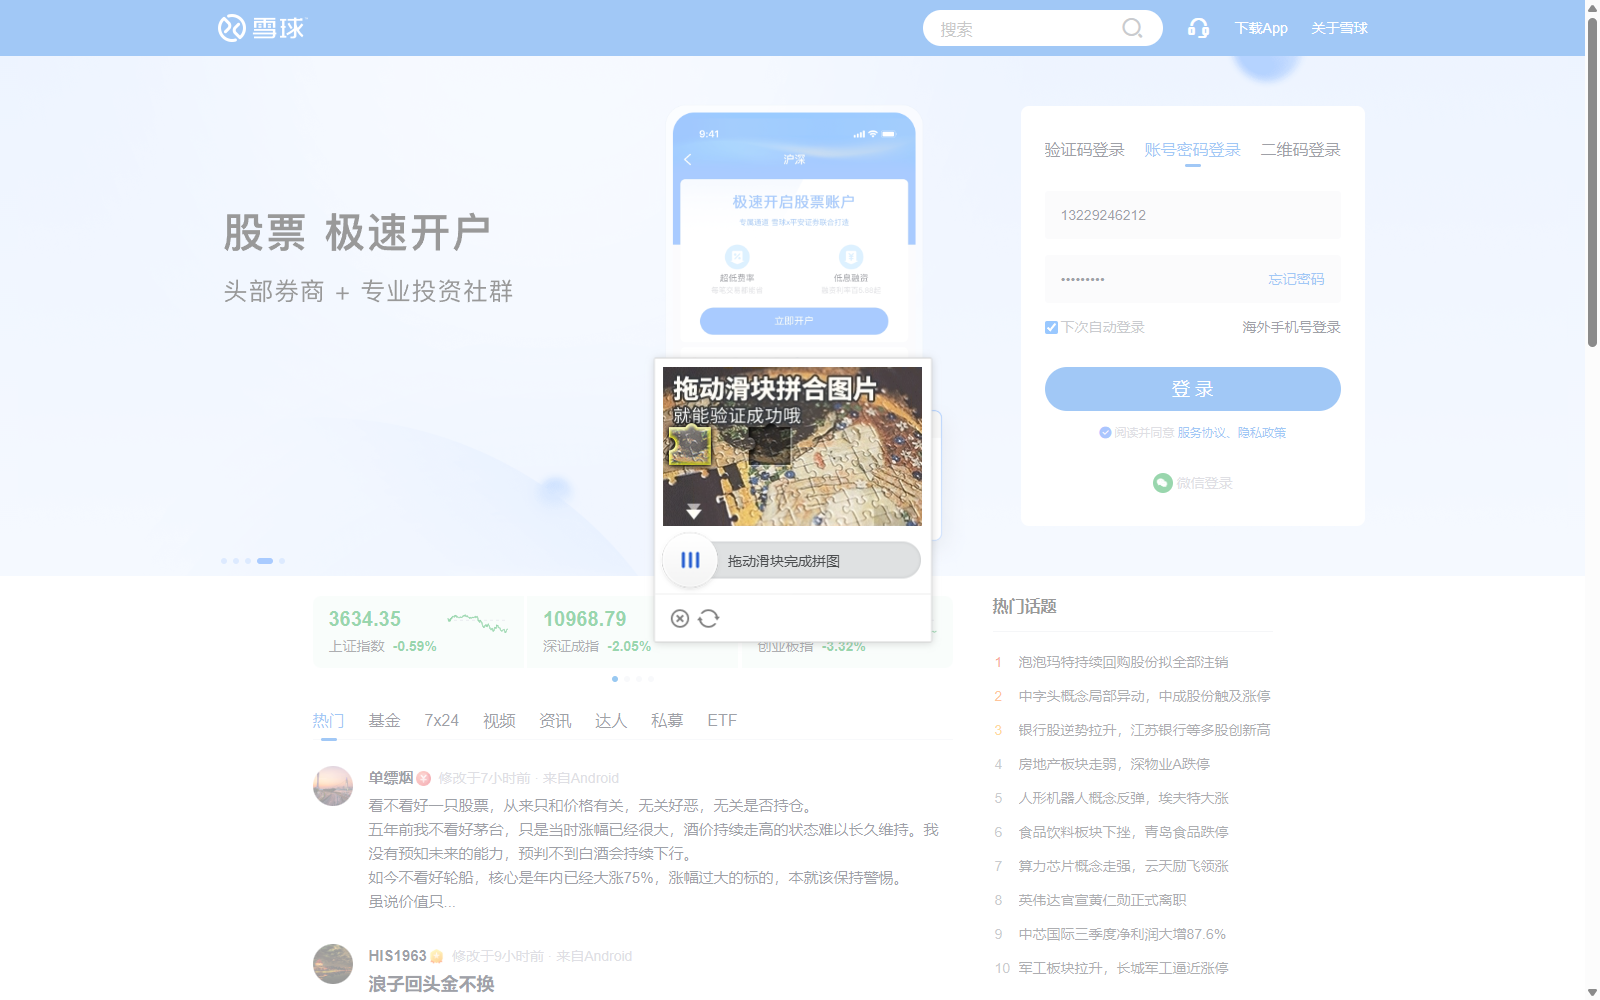 雪球
搜索
下载App
关于雪球
9:41
沪深
极速开启股票账户
专属通道 雪球x平安证券联合打造
超低费率
低息融资
立即开户
股票 极速开户
头部券商 + 专业投资社群
验证码登录
账号密码登录
二维码登录
13229246212
•••••••••
忘记密码
下次自动登录
海外手机号登录
登 录
阅读并同意 服务协议、隐私政策
微信登录
拖动滑块拼合图片
就能验证成功哦
拖动滑块完成拼图
3634.35
上证指数 -0.59%
10968.79
深证成指 -2.05%
创业板指 -3.32%
热门 基金 7x24 视频 资讯 达人 私募 ETF
单缥烟 修改于7小时前 · 来自Android
看不看好一只股票，从来只和价格有关，无关好恶，无关是否持仓。
五年前我不看好茅台，只是当时涨幅已经很大，酒价持续走高的状态难以长久维持。我
没有预知未来的能力，预判不到白酒会持续下行。
如今不看好轮船，核心是年内已经大涨75%，涨幅过大的标的，本就该保持警惕。
虽说价值只...
HIS1963 修改于9小时前 · 来自Android
浪子回头金不换
热门话题
1 泡泡玛特持续回购股份拟全部注销
2 中字头概念局部异动，中成股份触及涨停
3 银行股逆势拉升，江苏银行等多股创新高
4 房地产板块走弱，深物业A跌停
5 人形机器人概念反弹，埃夫特大涨
6 食品饮料板块下挫，青岛食品跌停
7 算力芯片概念走强，云天励飞领涨
8 英伟达官宣黄仁勋正式离职
9 中芯国际三季度净利润大增87.6%
10 军工板块拉升，长城军工逼近涨停